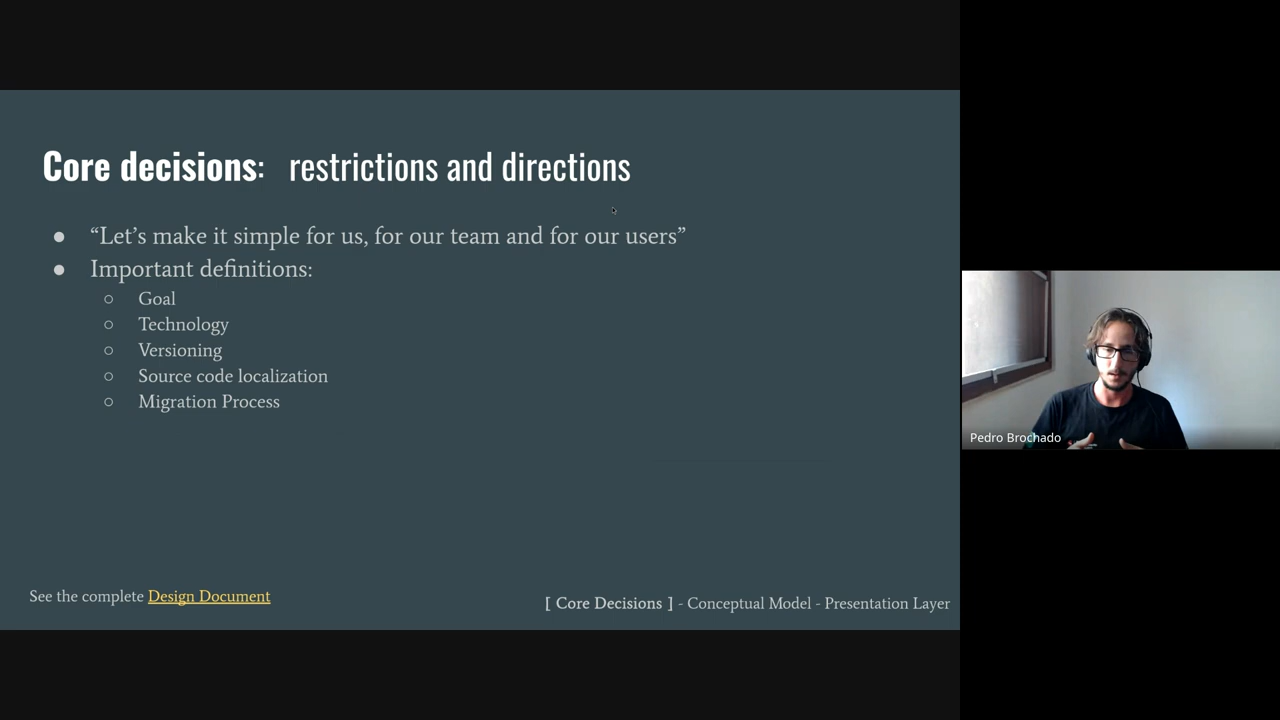 Core decisions: restrictions and directions
● “Let’s make it simple for us, for our team and for our users”
● Important definitions:
○ Goal
○ Technology
○ Versioning
○ Source code localization
○ Migration Process
See the complete Design Document
[ Core Decisions ] - Conceptual Model - Presentation Layer
Pedro Brochado